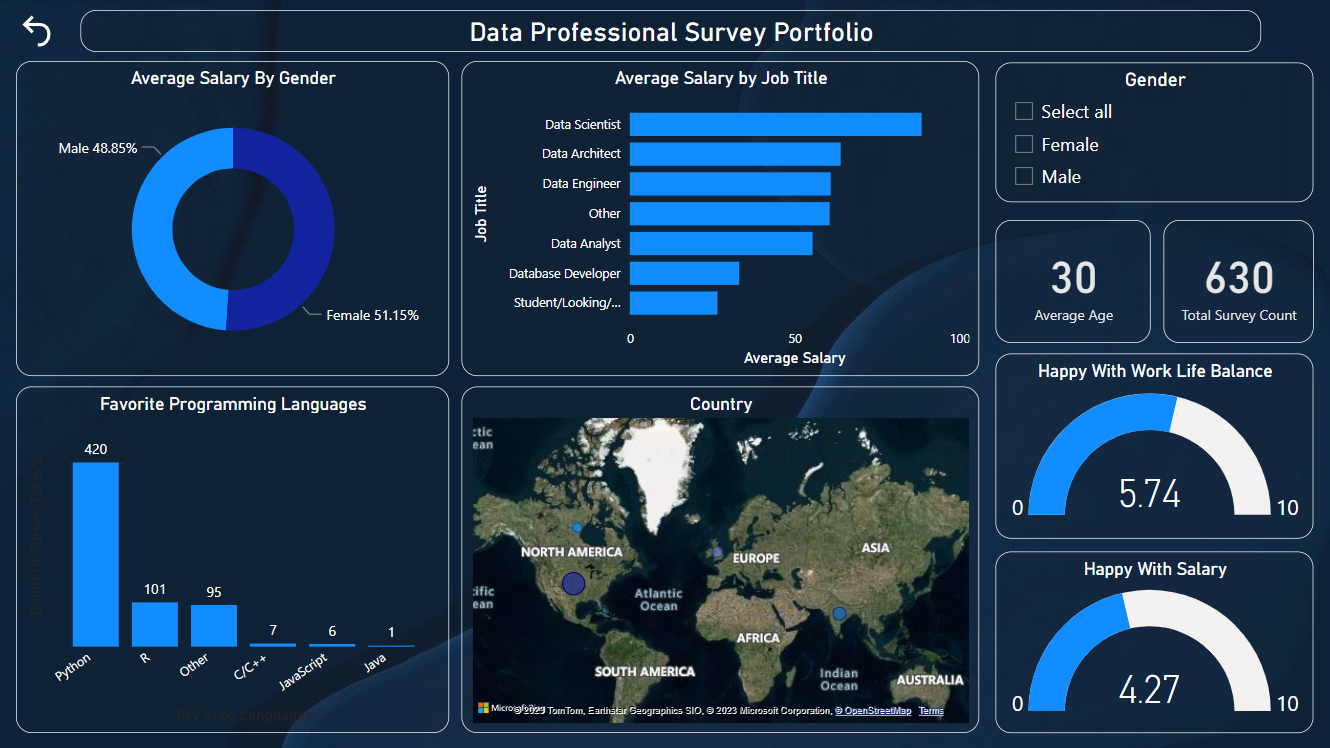 Data Professional Survey Portfolio
Average Salary By Gender
Male 48.85%
Female 51.15%
Average Salary by Job Title
Job Title
Data Scientist
Data Architect
Data Engineer
Other
Data Analyst
Database Developer
Student/Looking/...
0
50
100
Average Salary
Gender
Select all
Female
Male
30
Average Age
630
Total Survey Count
Favorite Programming Languages
Count Of Survey Takers
420
101
95
7
6
1
Python
R
Other
C/C++
JavaScript
Java
Fav Prog Languages
Country
ctic
ean
NORTH AMERICA
EUROPE
ASIA
cific
ean
Atlantic
Ocean
AFRICA
SOUTH AMERICA
Indian
Ocean
AUSTRALIA
Microsoft Bing
© 2023 TomTom, Earthstar Geographics SIO, © 2023 Microsoft Corporation, © OpenStreetMap Terms
Happy With Work Life Balance
5.74
0
10
Happy With Salary
4.27
0
10